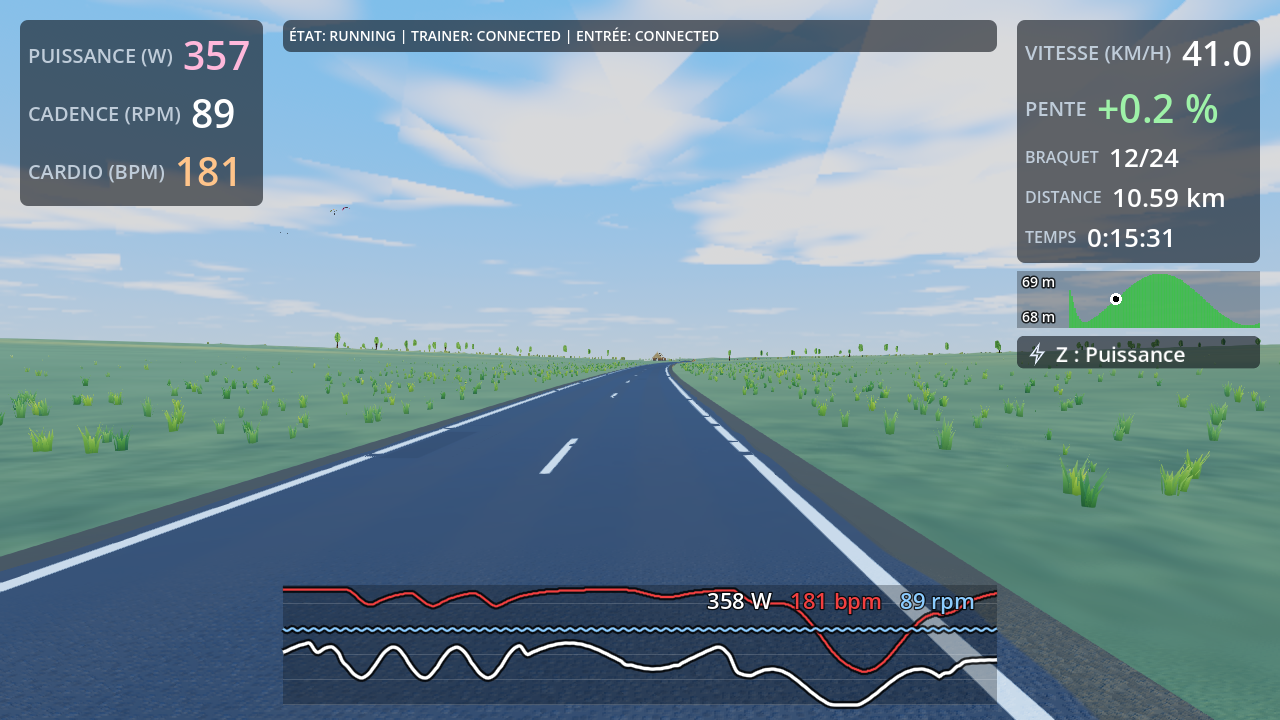 PUISSANCE (W) 357
CADENCE (RPM) 89
CARDIO (BPM) 181
ÉTAT: RUNNING | TRAINER: CONNECTED | ENTRÉE: CONNECTED
VITESSE (KM/H) 41.0
PENTE +0.2 %
BRAQUET 12/24
DISTANCE 10.59 km
TEMPS 0:15:31
69 m
68 m
Z : Puissance
358 W 181 bpm 89 rpm